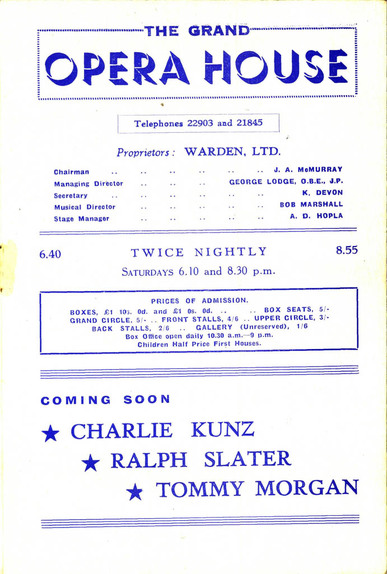 THE GRAND
OPERA HOUSE
Telephones 22903 and 21845
Proprietors : WARDEN, LTD.
Chairman .. .. .. .. .. J. A. McMURRAY
Managing Director .. .. .. GEORGE LODGE, O.B.E., J.P.
Secretary .. .. .. .. .. .. K. DEVON
Musical Director .. .. .. .. BOB MARSHALL
Stage Manager .. .. .. .. .. A. D. HOPLA
6.40 TWICE NIGHTLY 8.55
SATURDAYS 6.10 and 8.30 p.m.
PRICES OF ADMISSION.
BOXES, £1 10s. 0d. and £1 0s. 0d. .. .. BOX SEATS, 5/-
GRAND CIRCLE, 5/- .. FRONT STALLS, 4/6 .. UPPER CIRCLE, 3/-
BACK STALLS, 2/6 .. GALLERY (Unreserved), 1/6
Box Office open daily 10.30 a.m.—9 p.m.
Children Half Price First Houses.
COMING SOON
★ CHARLIE KUNZ
★ RALPH SLATER
★ TOMMY MORGAN